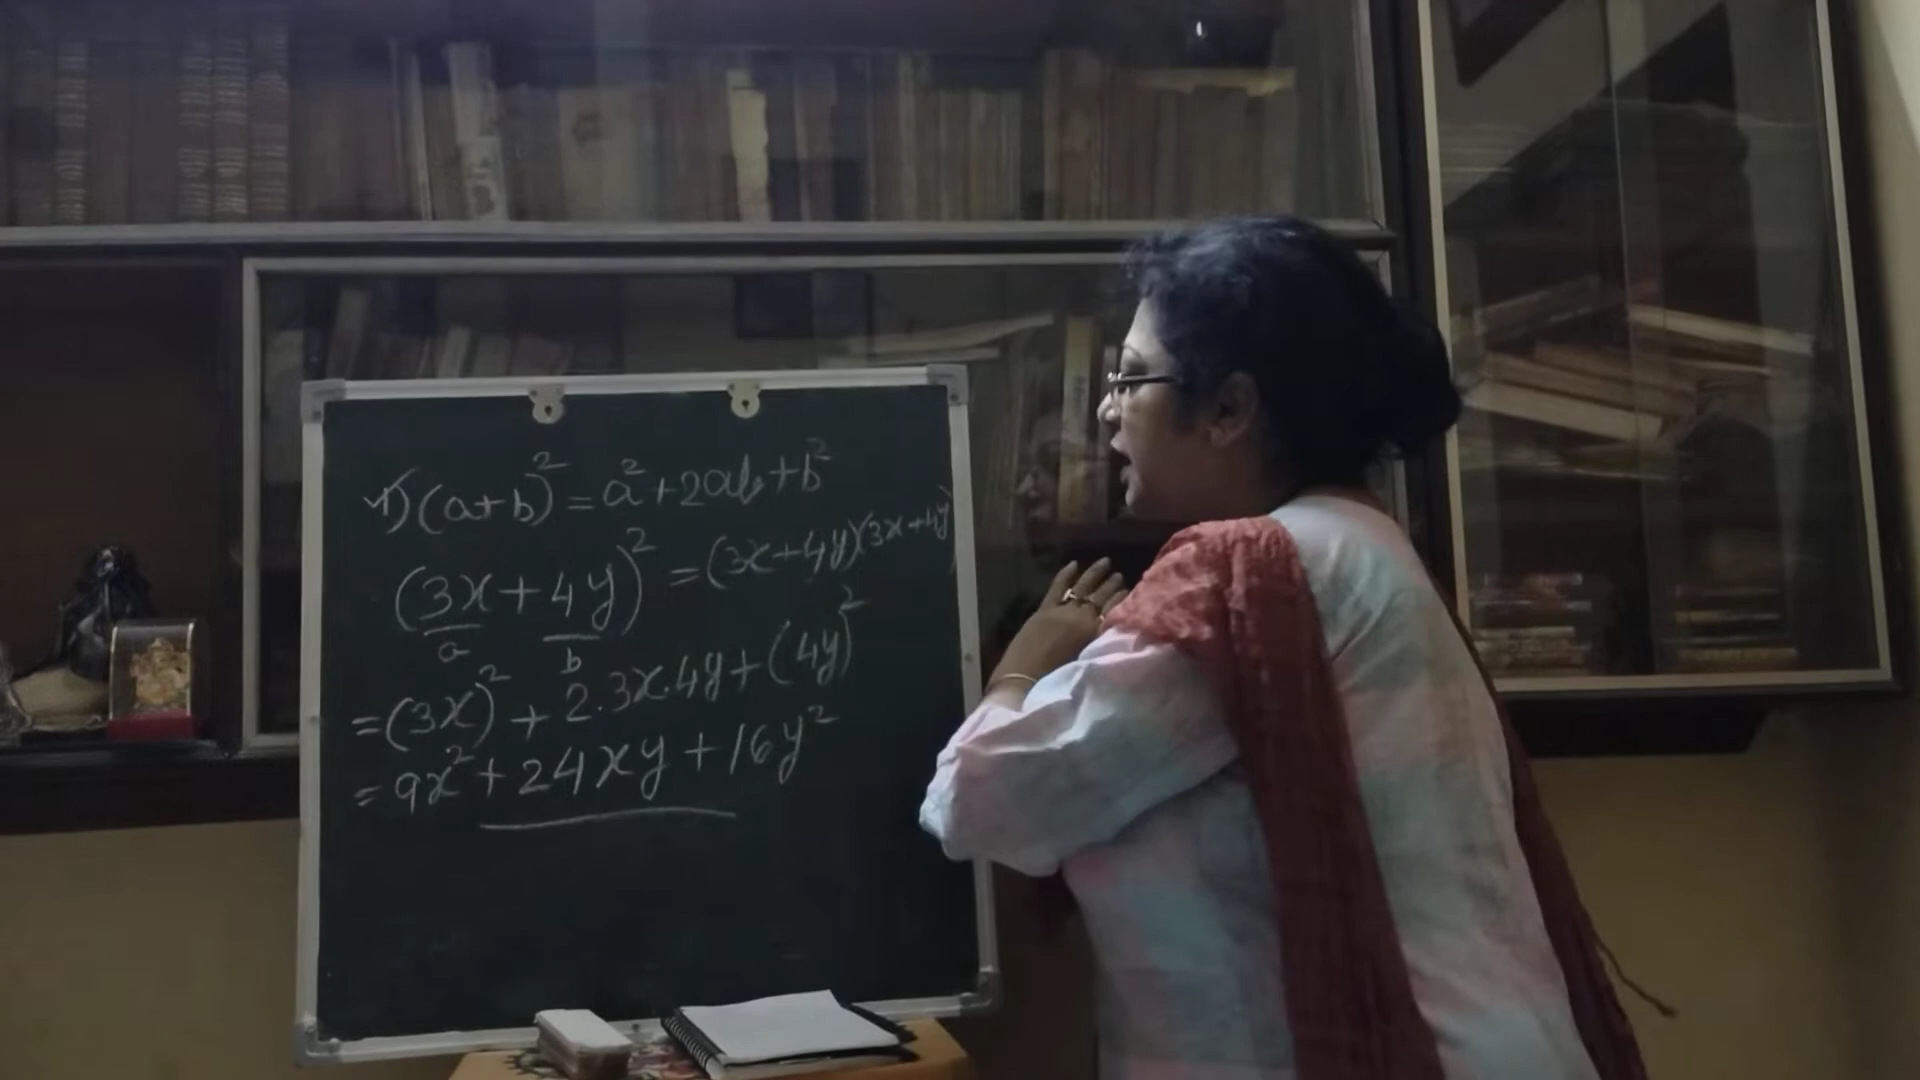 1) (a+b)² = a²+2ab+b²
(3x+4y)² = (3x+4y)(3x+4y)
a b
= (3x)² + 2.3x.4y+(4y)²
= 9x²+24xy+16y²